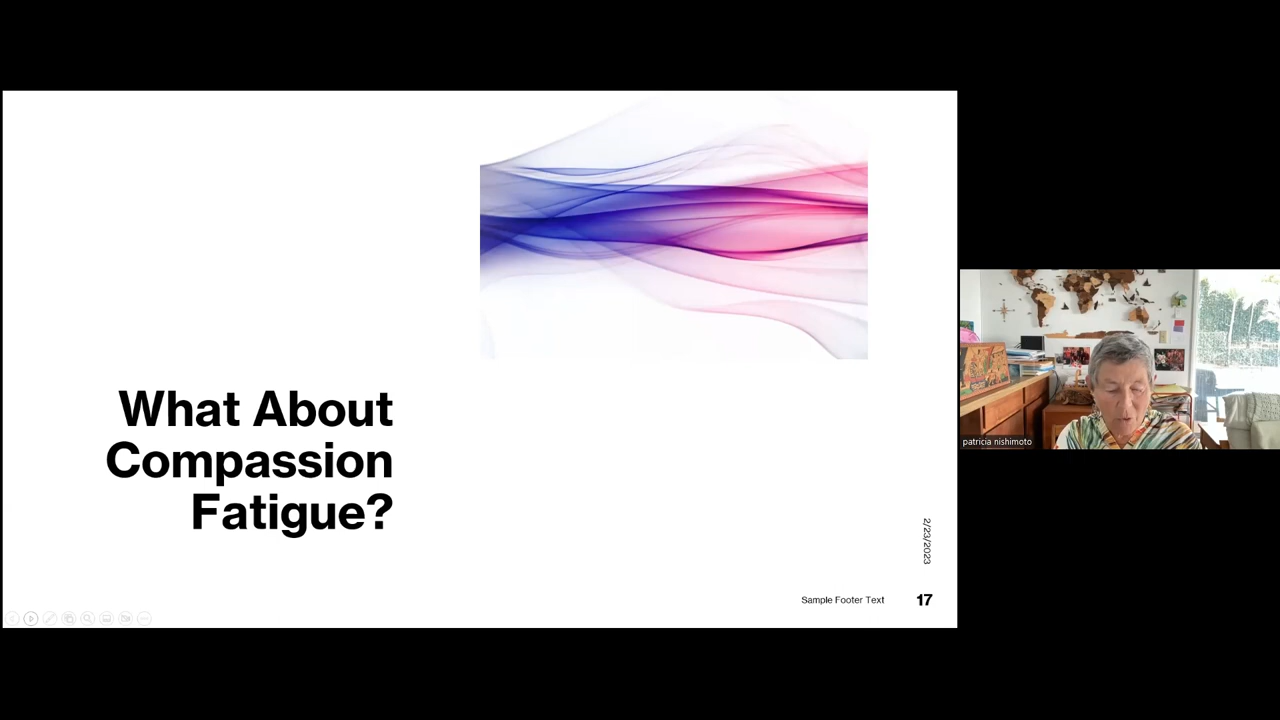 What About
Compassion
Fatigue?
2/23/2023
Sample Footer Text
17
patricia nishimoto